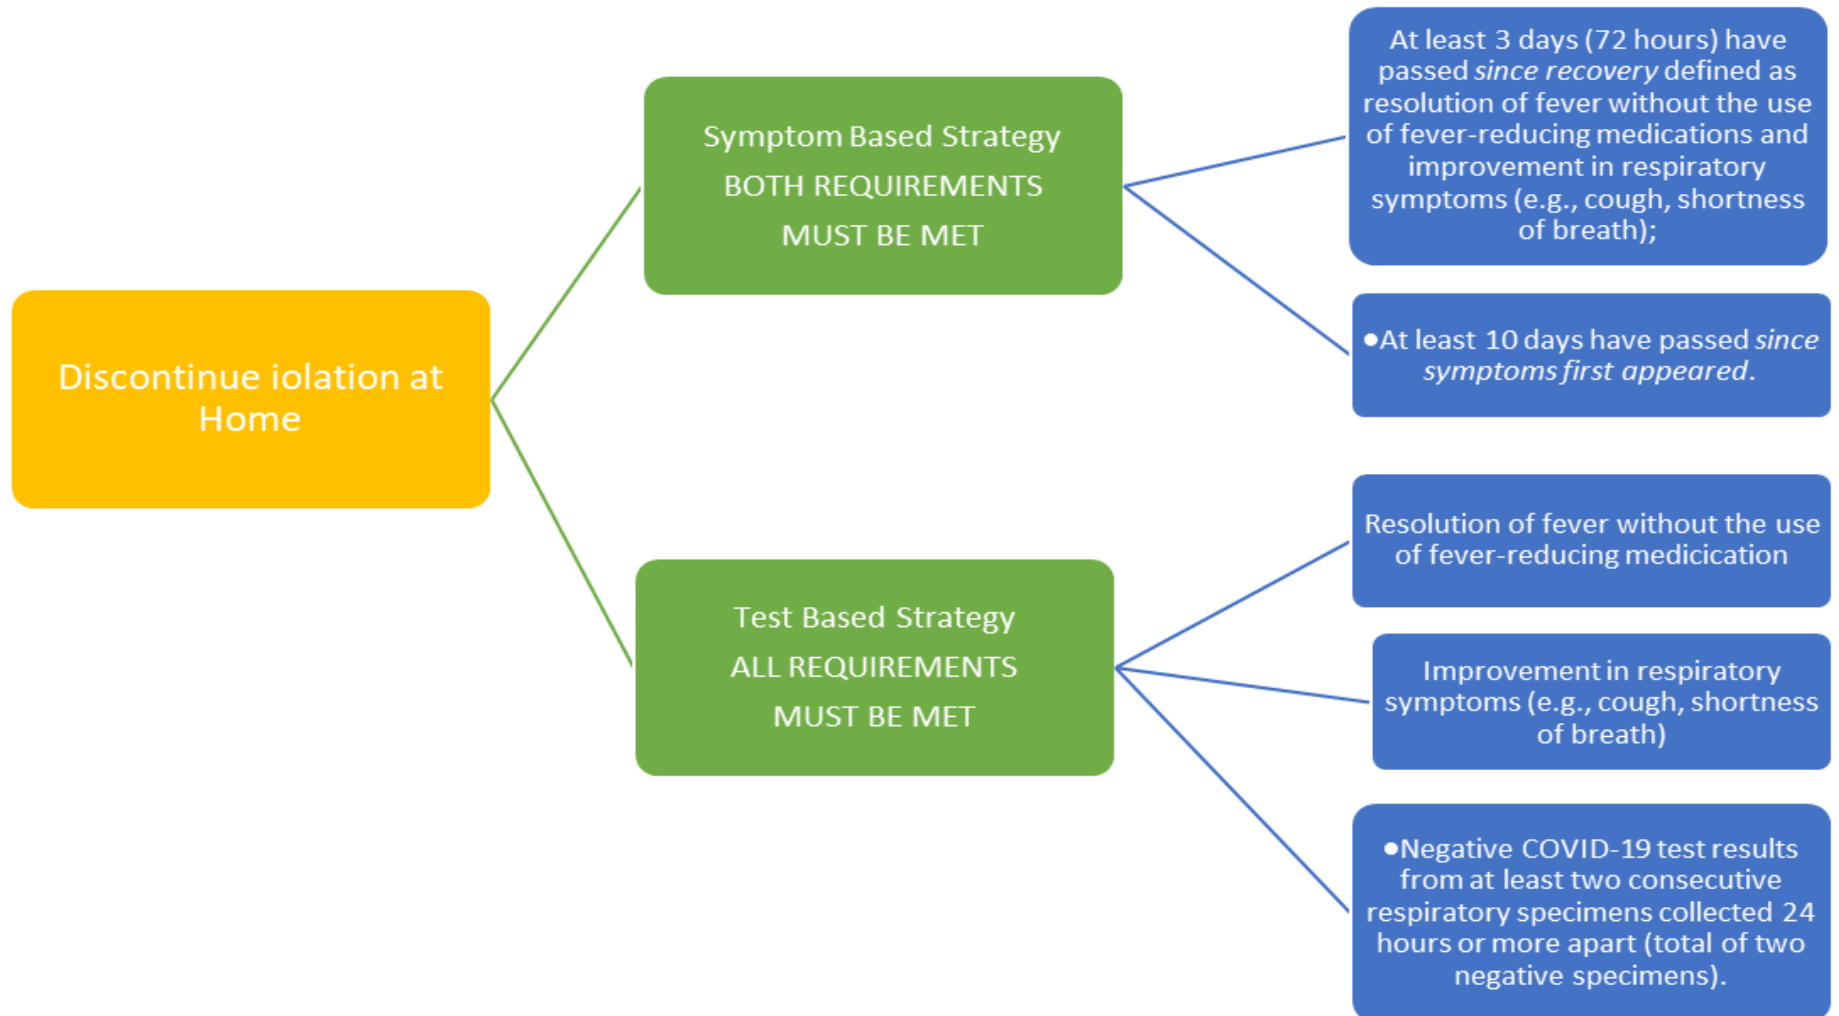 Discontinue iolation at
Home
Symptom Based Strategy
BOTH REQUIREMENTS
MUST BE MET
At least 3 days (72 hours) have
passed since recovery defined as
resolution of fever without the use
of fever-reducing medications and
improvement in respiratory
symptoms (e.g., cough, shortness
of breath);
•At least 10 days have passed since
symptoms first appeared.
Test Based Strategy
ALL REQUIREMENTS
MUST BE MET
Resolution of fever without the use
of fever-reducing medicication
Improvement in respiratory
symptoms (e.g., cough, shortness
of breath)
•Negative COVID-19 test results
from at least two consecutive
respiratory specimens collected 24
hours or more apart (total of two
negative specimens).